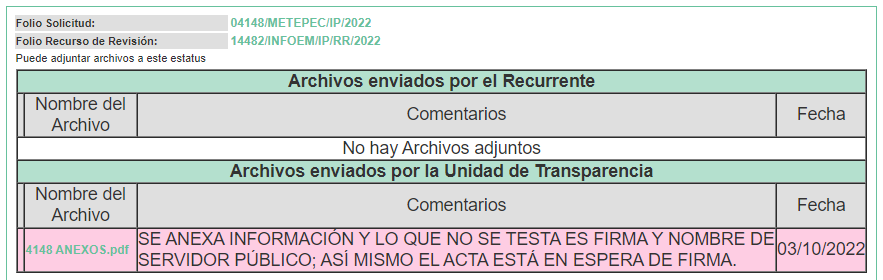 Folio Solicitud: 04148/METEPEC/IP/2022
Folio Recurso de Revisión: 14482/INFOEM/IP/RR/2022
Puede adjuntar archivos a este estatus
Archivos enviados por el Recurrente
Nombre del Archivo Comentarios Fecha
No hay Archivos adjuntos
Archivos enviados por la Unidad de Transparencia
Nombre del Archivo Comentarios Fecha
4148 ANEXOS.pdf SE ANEXA INFORMACIÓN Y LO QUE NO SE TESTA ES FIRMA Y NOMBRE DE
SERVIDOR PÚBLICO; ASÍ MISMO EL ACTA ESTÁ EN ESPERA DE FIRMA. 03/10/2022